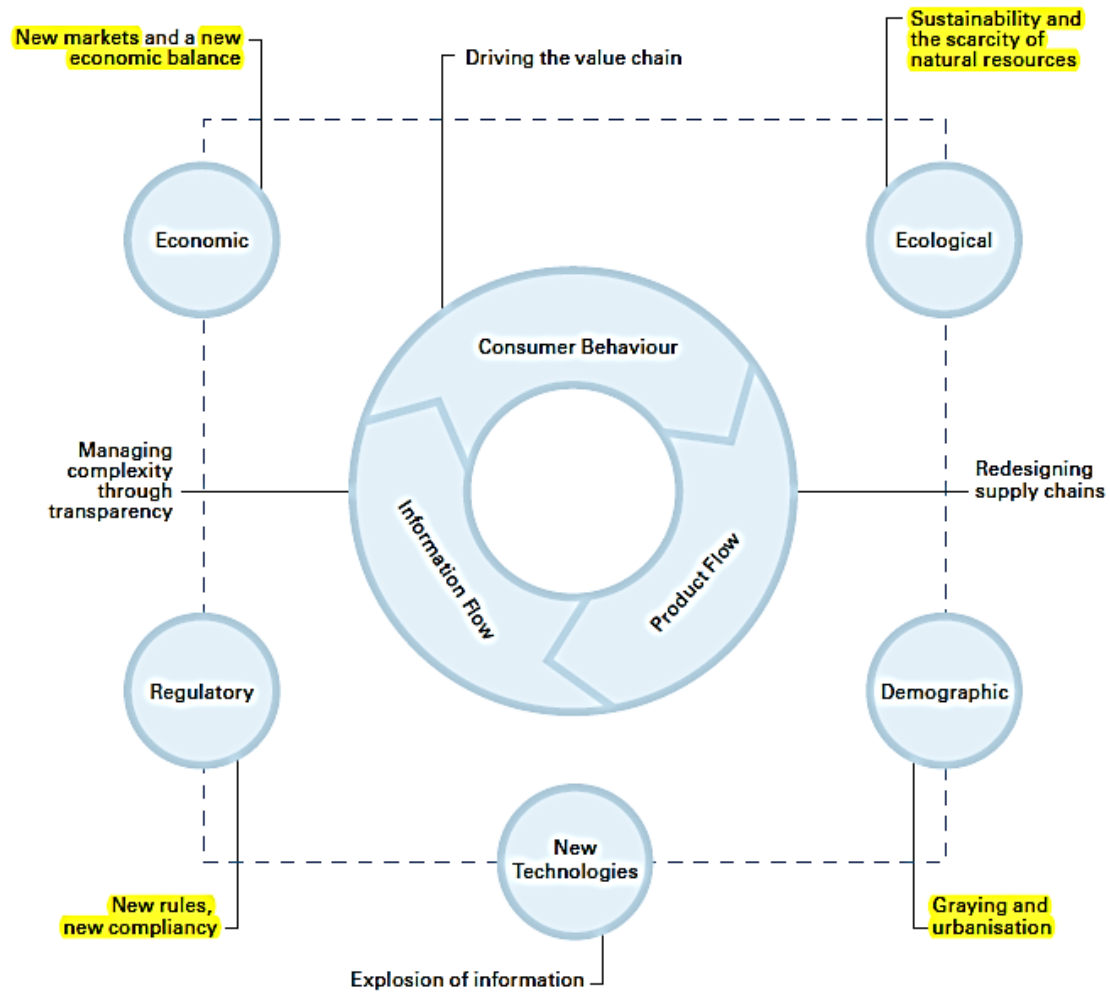 New markets and a new
economic balance
Driving the value chain
Sustainability and
the scarcity of
natural resources
Economic
Ecological
Consumer Behaviour
Managing
complexity
through
transparency
Redesigning
supply chains
Information Flow
Product Flow
Regulatory
Demographic
New
Technologies
New rules,
new compliancy
Graying and
urbanisation
Explosion of information